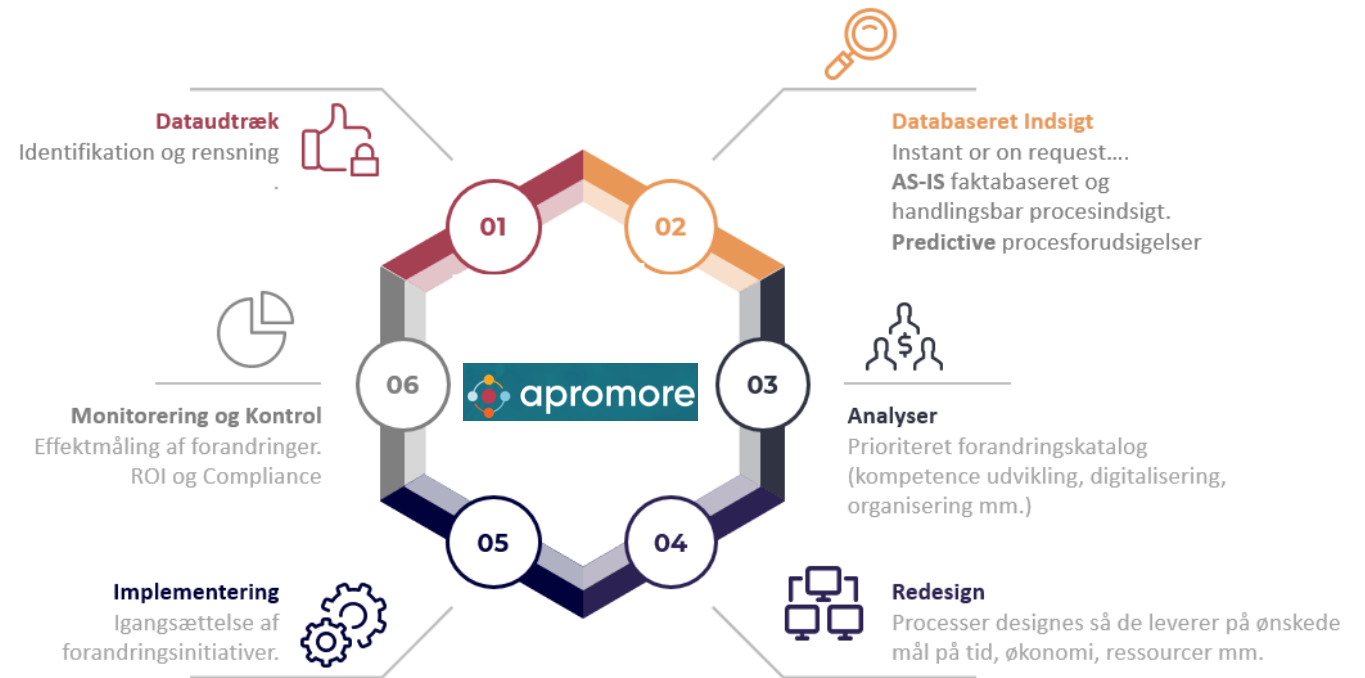 Dataudtræk
Identifikation og rensning
.
01
02
Databaseret Indsigt
Instant or on request....
AS-IS faktabaseret og
handlingsbar procesindsigt.
Predictive procesforudsigelser
06
apromore
03
$
Monitorering og Kontrol
Effektmåling af forandringer.
ROI og Compliance
Analyser
Prioriteret forandringskatalog
(kompetence udvikling, digitalisering,
organisering mm.)
05
04
Implementering
Igangsættelse af
forandringsinitiativer.
Redesign
Processer designes så de leverer på ønskede
mål på tid, økonomi, ressourcer mm.